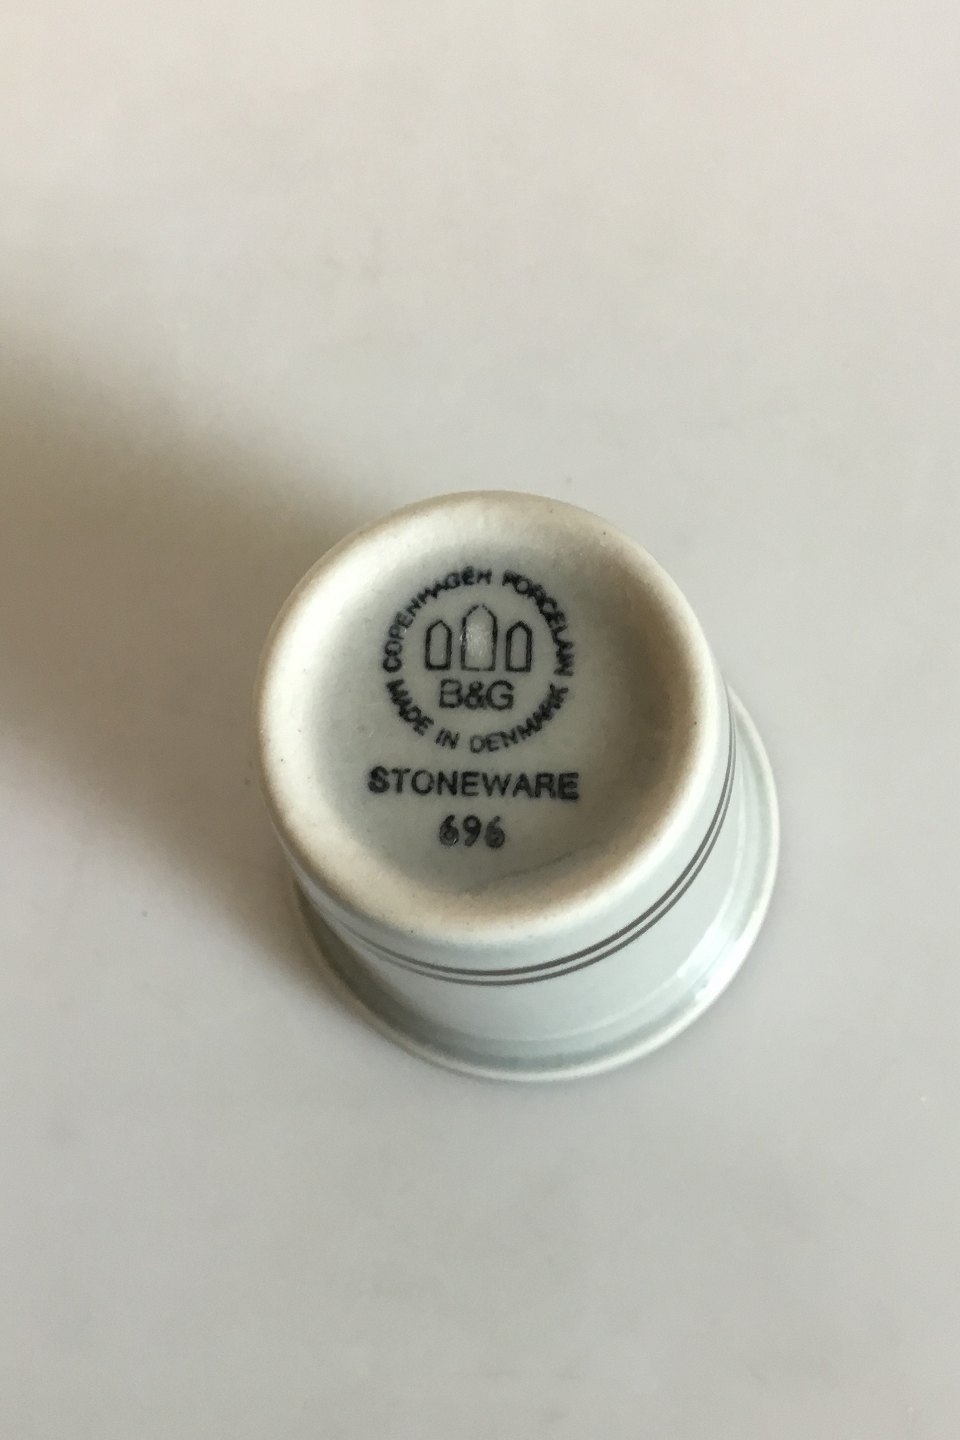 COPENHAGEN PORCELAIN
B&G
MADE IN DENMARK
STONEWARE
696